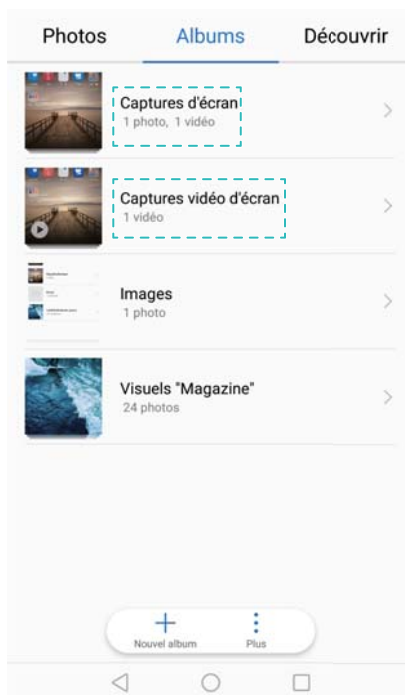 Photos Albums Découvrir
Captures d'écran
1 photo, 1 vidéo
Captures vidéo d'écran
1 vidéo
Images
1 photo
Visuels "Magazine"
24 photos
Nouvel album Plus